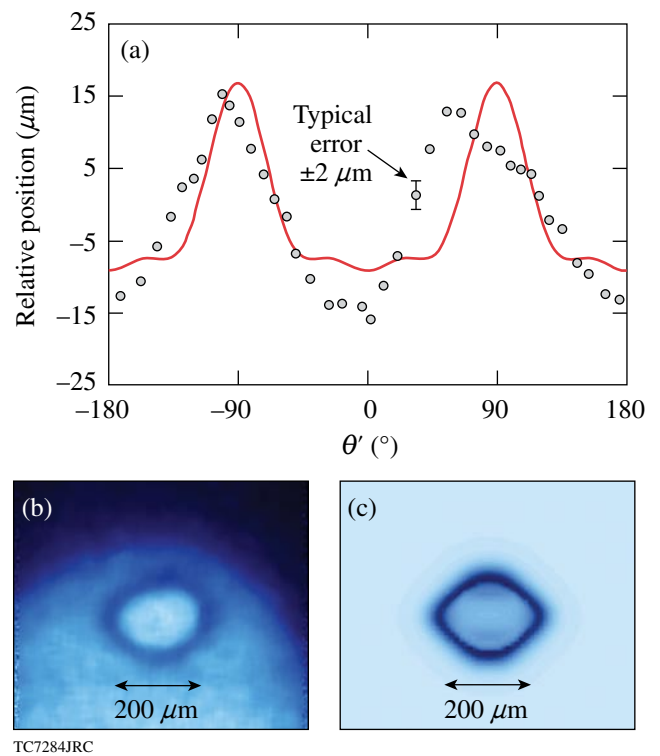 (a)
Relative position (μm)
25
15
5
–5
–15
–25
Typical
error
±2 μm
–180
–90
0
90
180
θ′ (°)
(b)
200 μm
(c)
200 μm
TC7284JRC